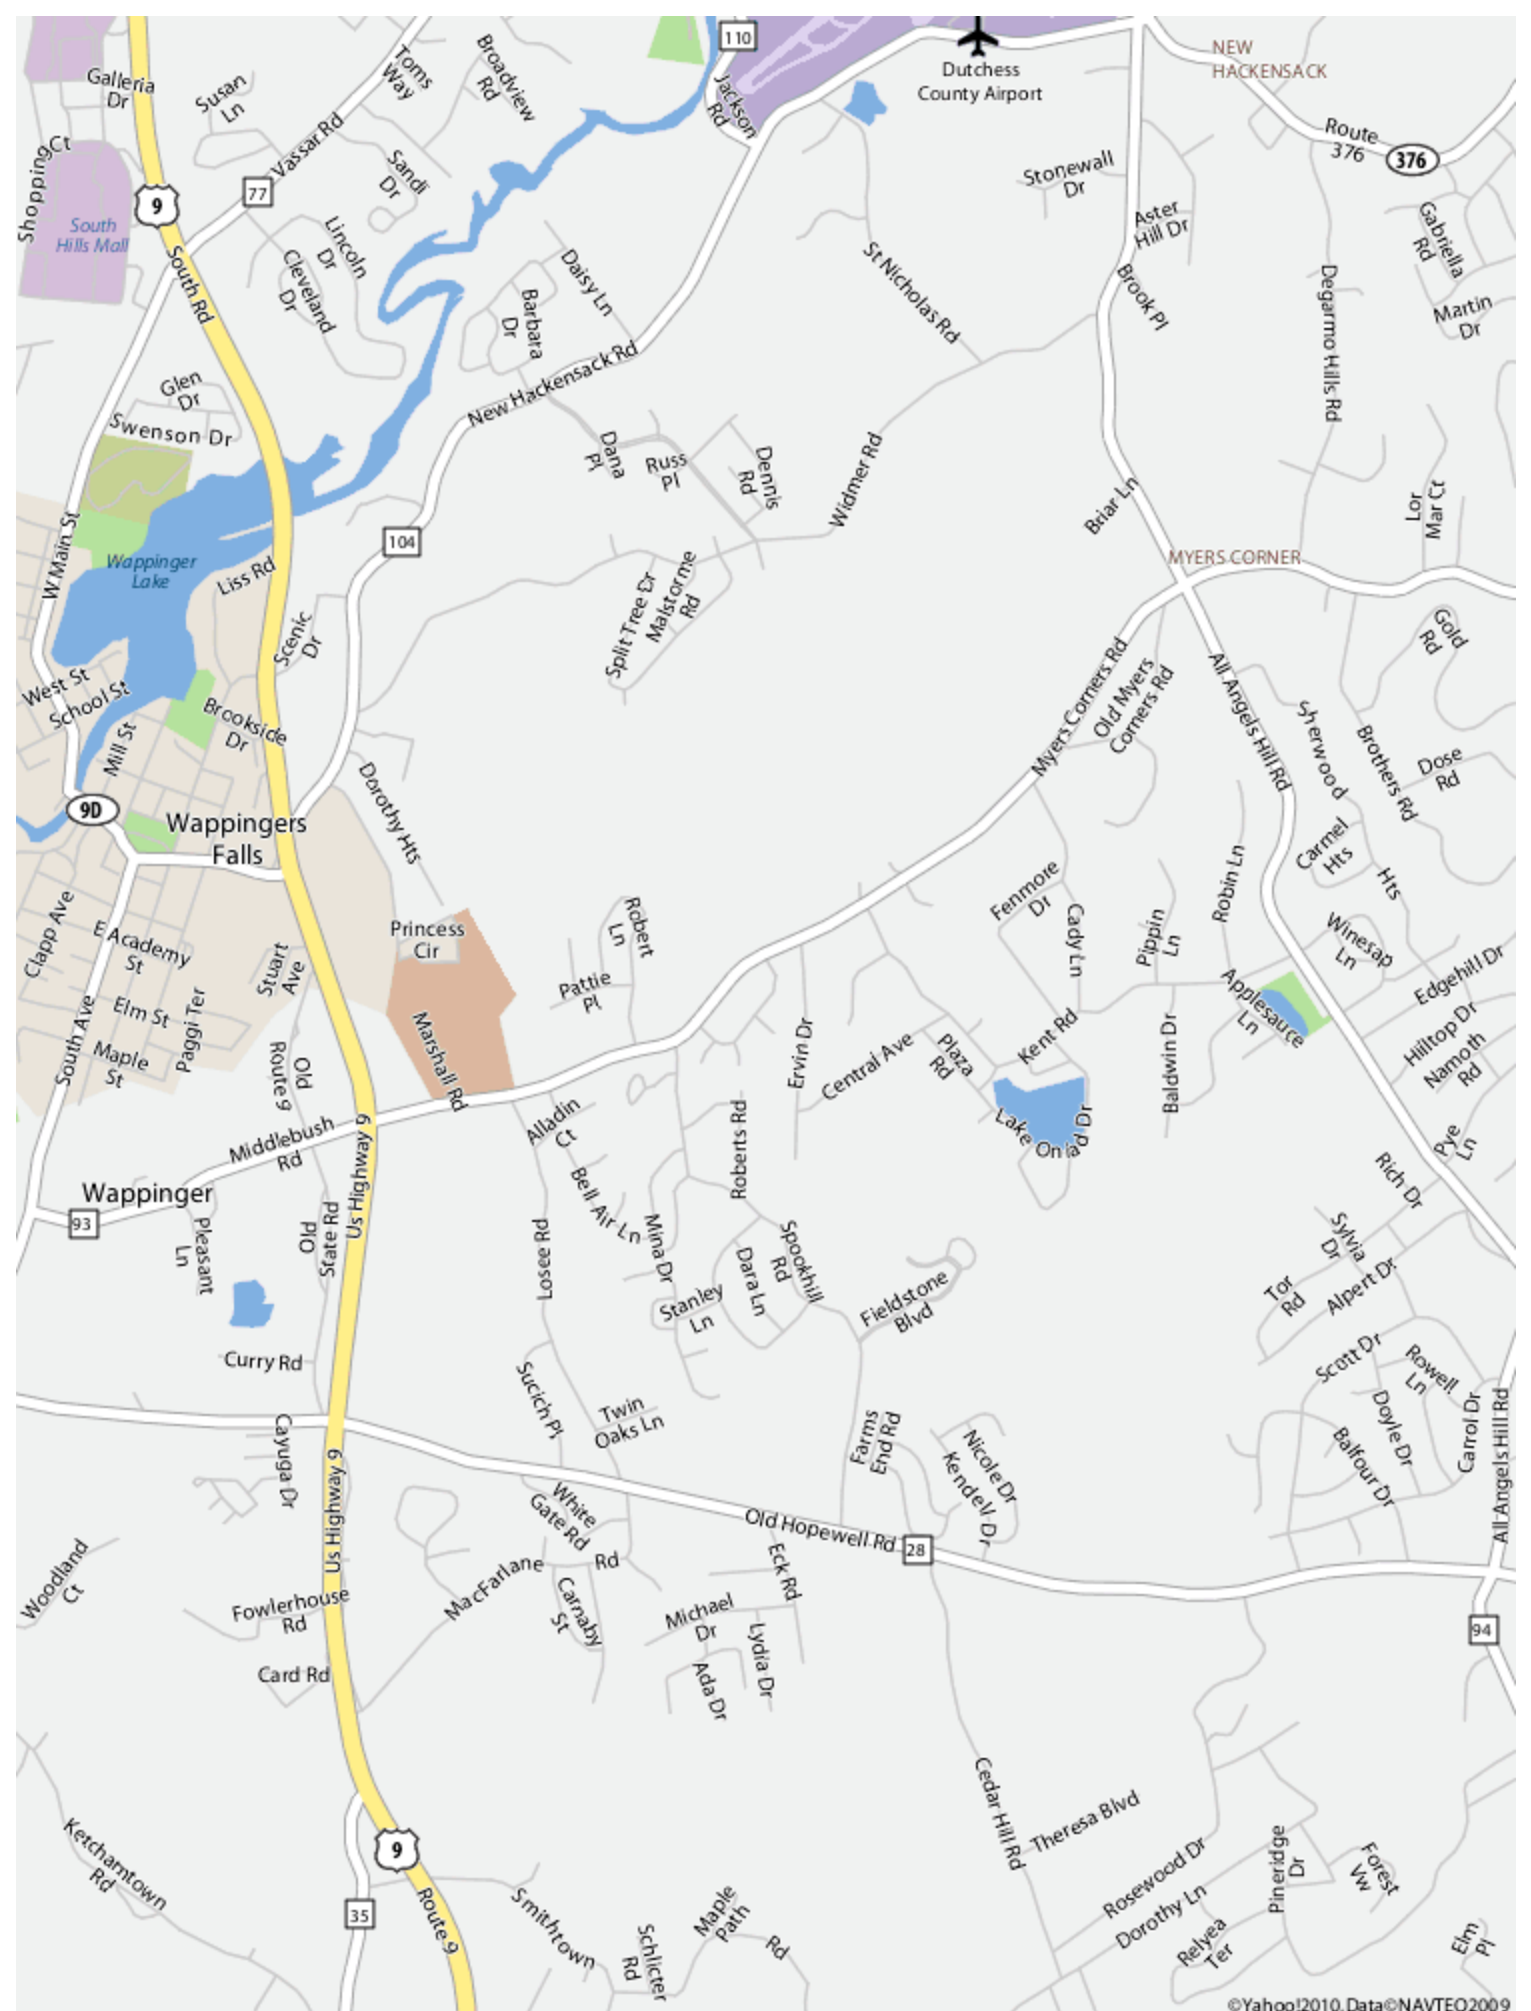 110
Galleria
Dr
Susan
Ln
Toms
Way
Broadview
Rd
Jackson
Rd
Dutchess
County Airport
NEW
HACKENSACK
Route
376
376
Shopping Ct
Vassar Rd
77
9
Sandi
Dr
Stonewall
Dr
Aster
Hill Dr
Gabriella
Rd
South
Hills Mall
Lincoln
Dr
Cleveland
Dr
South Rd
Daisy Ln
Barbara
Dr
St Nicholas Rd
Brook Pl
Degarmo Hills Rd
Martin
Dr
Glen
Dr
Swenson Dr
New Hackensack Rd
Dana
Pl
Russ
Pl
Dennis
Rd
Widmer Rd
Briar Ln
Lor
Mar Ct
W Main St
Wappinger
Lake
Liss Rd
104
MYERS CORNER
Scenic
Dr
Split Tree Dr
Malstorme
Rd
Gold
Rd
West St
School St
Mill St
Brookside
Dr
Myers Corners Rd
Old Myers
Corners Rd
All Angels Hill Rd
Sherwood
Hts
Brothers Rd
Dose
Rd
9D
Wappingers
Falls
Dorothy Hts
Carmel
Hts
Fenmore
Dr
Robin Ln
Clapp Ave
E Academy
St
Stuart
Ave
Princess
Cir
Robert
Ln
Cady Ln
Pippin
Ln
Winesap
Ln
Edgehill Dr
Pattie
Pl
Applesauce
Ln
South Ave
Elm St
Paggi Ter
Maple
St
Old
Route 9
Marshall Rd
Ervin Dr
Central Ave
Plaza
Rd
Kent Rd
Baldwin Dr
Hilltop Dr
Namoth
Rd
Middlebush
Rd
Alladin
Ct
Roberts Rd
Lake Oniad Dr
Pye
Ln
Wappinger
93
Pleasant
Ln
Old
State Rd
Us Highway 9
Losee Rd
Bell Air Ln
Mina Dr
Spookhill
Rd
Dara Ln
Stanley
Ln
Fieldstone
Blvd
Rich Dr
Sylvia
Dr
Tor
Rd
Alpert Dr
Curry Rd
Sucich Pl
Twin
Oaks Ln
Scott Dr
Rowell
Ln
Doyle Dr
Carrol Dr
Balfour Dr
All Angels Hill Rd
Cayuga Dr
Us Highway 9
Farms
End Rd
Nicole Dr
Kendell Dr
White
Gate Rd
Old Hopewell Rd
28
Woodland
Ct
MacFarlane Rd
Carnaby
St
Eck Rd
Fowlerhouse
Rd
Michael
Dr
Lydia Dr
Ada Dr
94
Card Rd
Cedar Hill Rd
Theresa Blvd
Ketchamtown
Rd
9
35
Route 9
Smithtown Rd
Schlicter
Rd
Maple
Path
Rosewood Dr
Dorothy Ln
Relyea
Ter
Pineridge
Dr
Forest
Vw
Elm
Pl
©Yahoo!2010,Data©NAVTEQ2009